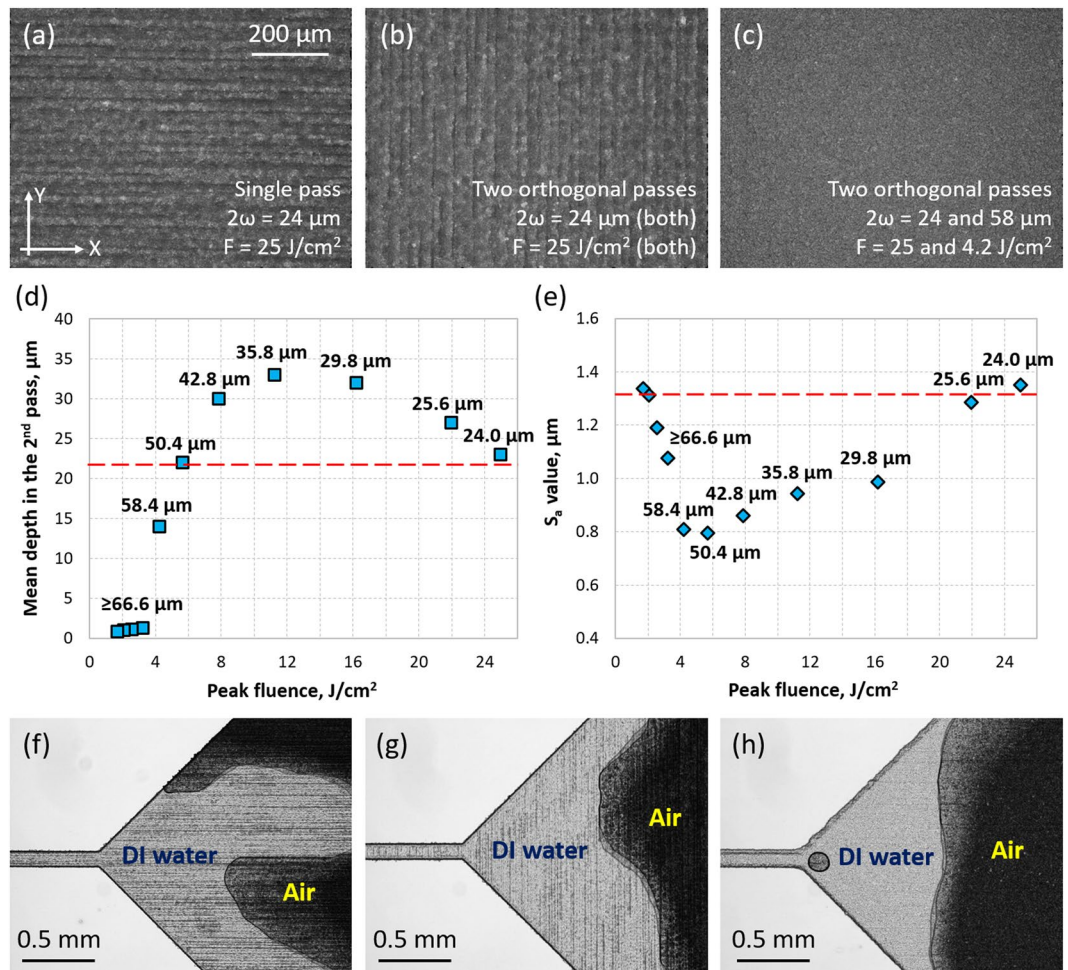 (a)
200 µm
Y
X
Single pass
2ω = 24 µm
F = 25 J/cm²
(b)
Two orthogonal passes
2ω = 24 µm (both)
F = 25 J/cm² (both)
(c)
Two orthogonal passes
2ω = 24 and 58 µm
F = 25 and 4.2 J/cm²
(d)
Mean depth in the 2nd pass, µm
40
35
30
25
20
15
10
5
0
35.8 µm
29.8 µm
42.8 µm
25.6 µm
24.0 µm
50.4 µm
58.4 µm
≥66.6 µm
0 4 8 12 16 20 24
Peak fluence, J/cm²
(e)
Sa value, µm
1.6
1.4
1.2
1.0
0.8
0.6
0.4
24.0 µm
25.6 µm
≥66.6 µm
29.8 µm
35.8 µm
42.8 µm
58.4 µm
50.4 µm
0 4 8 12 16 20 24
Peak fluence, J/cm²
(f)
DI water
Air
0.5 mm
(g)
DI water
Air
0.5 mm
(h)
DI water
Air
0.5 mm